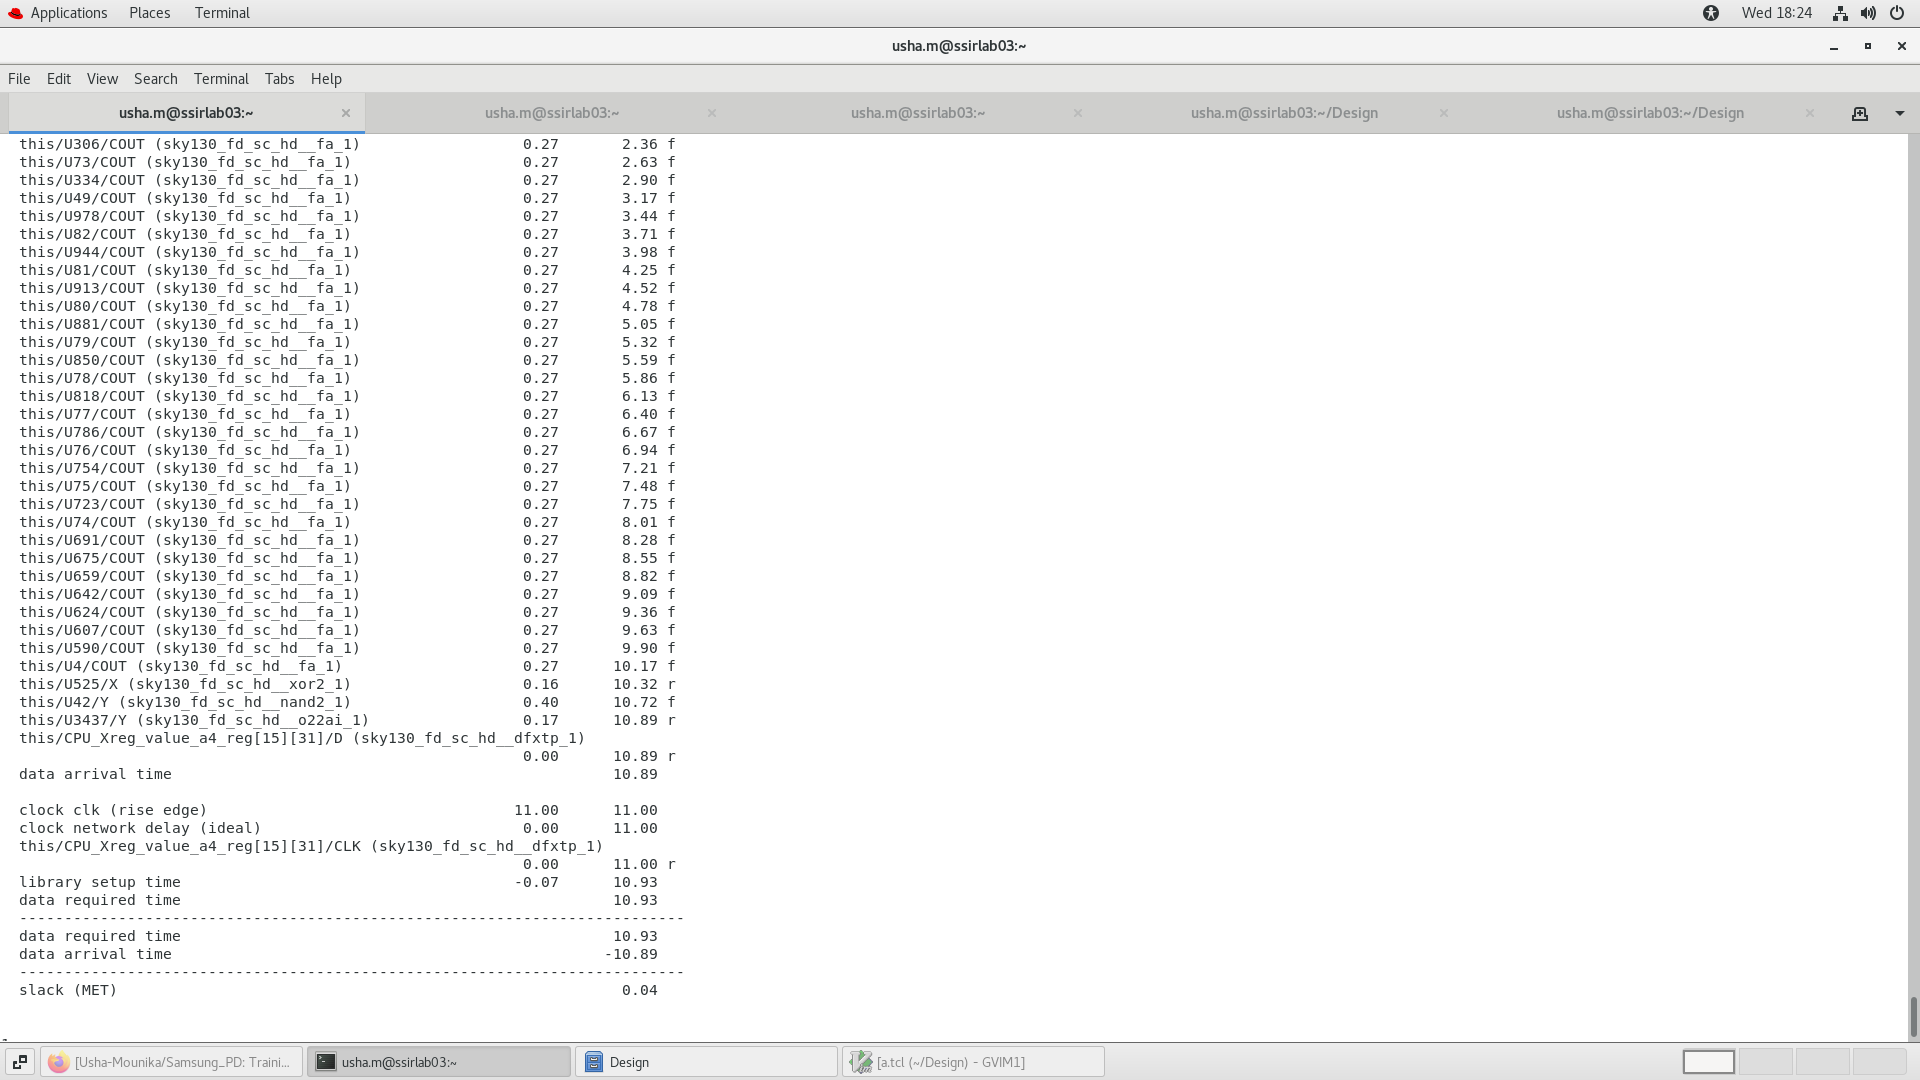 Applications Places Terminal Wed 18:24
usha.m@ssirlab03:~
File Edit View Search Terminal Tabs Help
usha.m@ssirlab03:~ usha.m@ssirlab03:~ usha.m@ssirlab03:~ usha.m@ssirlab03:~/Design usha.m@ssirlab03:~/Design
this/U306/COUT (sky130_fd_sc_hd__fa_1) 0.27 2.36 f
this/U73/COUT (sky130_fd_sc_hd__fa_1) 0.27 2.63 f
this/U334/COUT (sky130_fd_sc_hd__fa_1) 0.27 2.90 f
this/U49/COUT (sky130_fd_sc_hd__fa_1) 0.27 3.17 f
this/U978/COUT (sky130_fd_sc_hd__fa_1) 0.27 3.44 f
this/U82/COUT (sky130_fd_sc_hd__fa_1) 0.27 3.71 f
this/U944/COUT (sky130_fd_sc_hd__fa_1) 0.27 3.98 f
this/U81/COUT (sky130_fd_sc_hd__fa_1) 0.27 4.25 f
this/U913/COUT (sky130_fd_sc_hd__fa_1) 0.27 4.52 f
this/U80/COUT (sky130_fd_sc_hd__fa_1) 0.27 4.78 f
this/U881/COUT (sky130_fd_sc_hd__fa_1) 0.27 5.05 f
this/U79/COUT (sky130_fd_sc_hd__fa_1) 0.27 5.32 f
this/U850/COUT (sky130_fd_sc_hd__fa_1) 0.27 5.59 f
this/U78/COUT (sky130_fd_sc_hd__fa_1) 0.27 5.86 f
this/U818/COUT (sky130_fd_sc_hd__fa_1) 0.27 6.13 f
this/U77/COUT (sky130_fd_sc_hd__fa_1) 0.27 6.40 f
this/U786/COUT (sky130_fd_sc_hd__fa_1) 0.27 6.67 f
this/U76/COUT (sky130_fd_sc_hd__fa_1) 0.27 6.94 f
this/U754/COUT (sky130_fd_sc_hd__fa_1) 0.27 7.21 f
this/U75/COUT (sky130_fd_sc_hd__fa_1) 0.27 7.48 f
this/U723/COUT (sky130_fd_sc_hd__fa_1) 0.27 7.75 f
this/U74/COUT (sky130_fd_sc_hd__fa_1) 0.27 8.01 f
this/U691/COUT (sky130_fd_sc_hd__fa_1) 0.27 8.28 f
this/U675/COUT (sky130_fd_sc_hd__fa_1) 0.27 8.55 f
this/U659/COUT (sky130_fd_sc_hd__fa_1) 0.27 8.82 f
this/U642/COUT (sky130_fd_sc_hd__fa_1) 0.27 9.09 f
this/U624/COUT (sky130_fd_sc_hd__fa_1) 0.27 9.36 f
this/U607/COUT (sky130_fd_sc_hd__fa_1) 0.27 9.63 f
this/U590/COUT (sky130_fd_sc_hd__fa_1) 0.27 9.90 f
this/U4/COUT (sky130_fd_sc_hd__fa_1) 0.27 10.17 f
this/U525/X (sky130_fd_sc_hd__xor2_1) 0.16 10.32 r
this/U42/Y (sky130_fd_sc_hd__nand2_1) 0.40 10.72 f
this/U3437/Y (sky130_fd_sc_hd__o22ai_1) 0.17 10.89 r
this/CPU_Xreg_value_a4_reg[15][31]/D (sky130_fd_sc_hd__dfxtp_1)
0.00 10.89 r
data arrival time 10.89
clock clk (rise edge) 11.00 11.00
clock network delay (ideal) 0.00 11.00
this/CPU_Xreg_value_a4_reg[15][31]/CLK (sky130_fd_sc_hd__dfxtp_1)
0.00 11.00 r
library setup time -0.07 10.93
data required time 10.93
--------------------------------------------------------------------------
data required time 10.93
data arrival time -10.89
--------------------------------------------------------------------------
slack (MET) 0.04
[Usha-Mounika/Samsung_PD: Traini... usha.m@ssirlab03:~ Design [a.tcl (~/Design) - GVIM1]